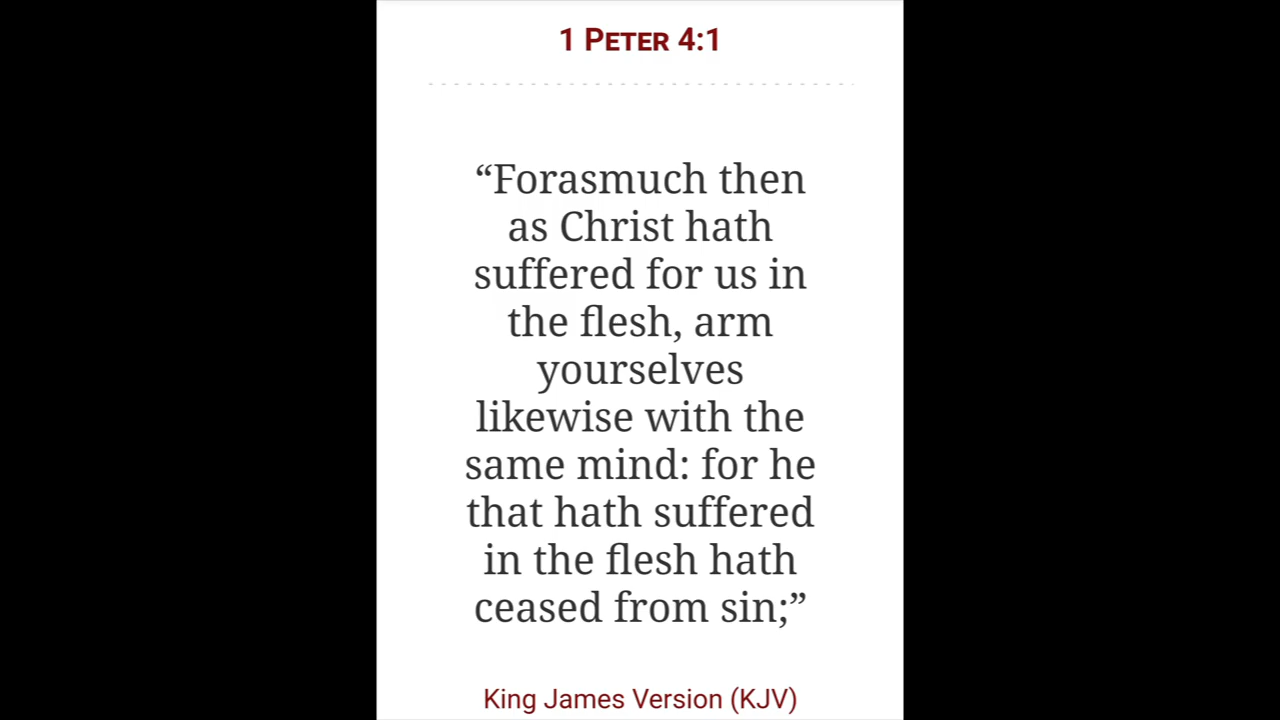 1 Peter 4:1
“Forasmuch then
as Christ hath
suffered for us in
the flesh, arm
yourselves
likewise with the
same mind: for he
that hath suffered
in the flesh hath
ceased from sin;”
King James Version (KJV)